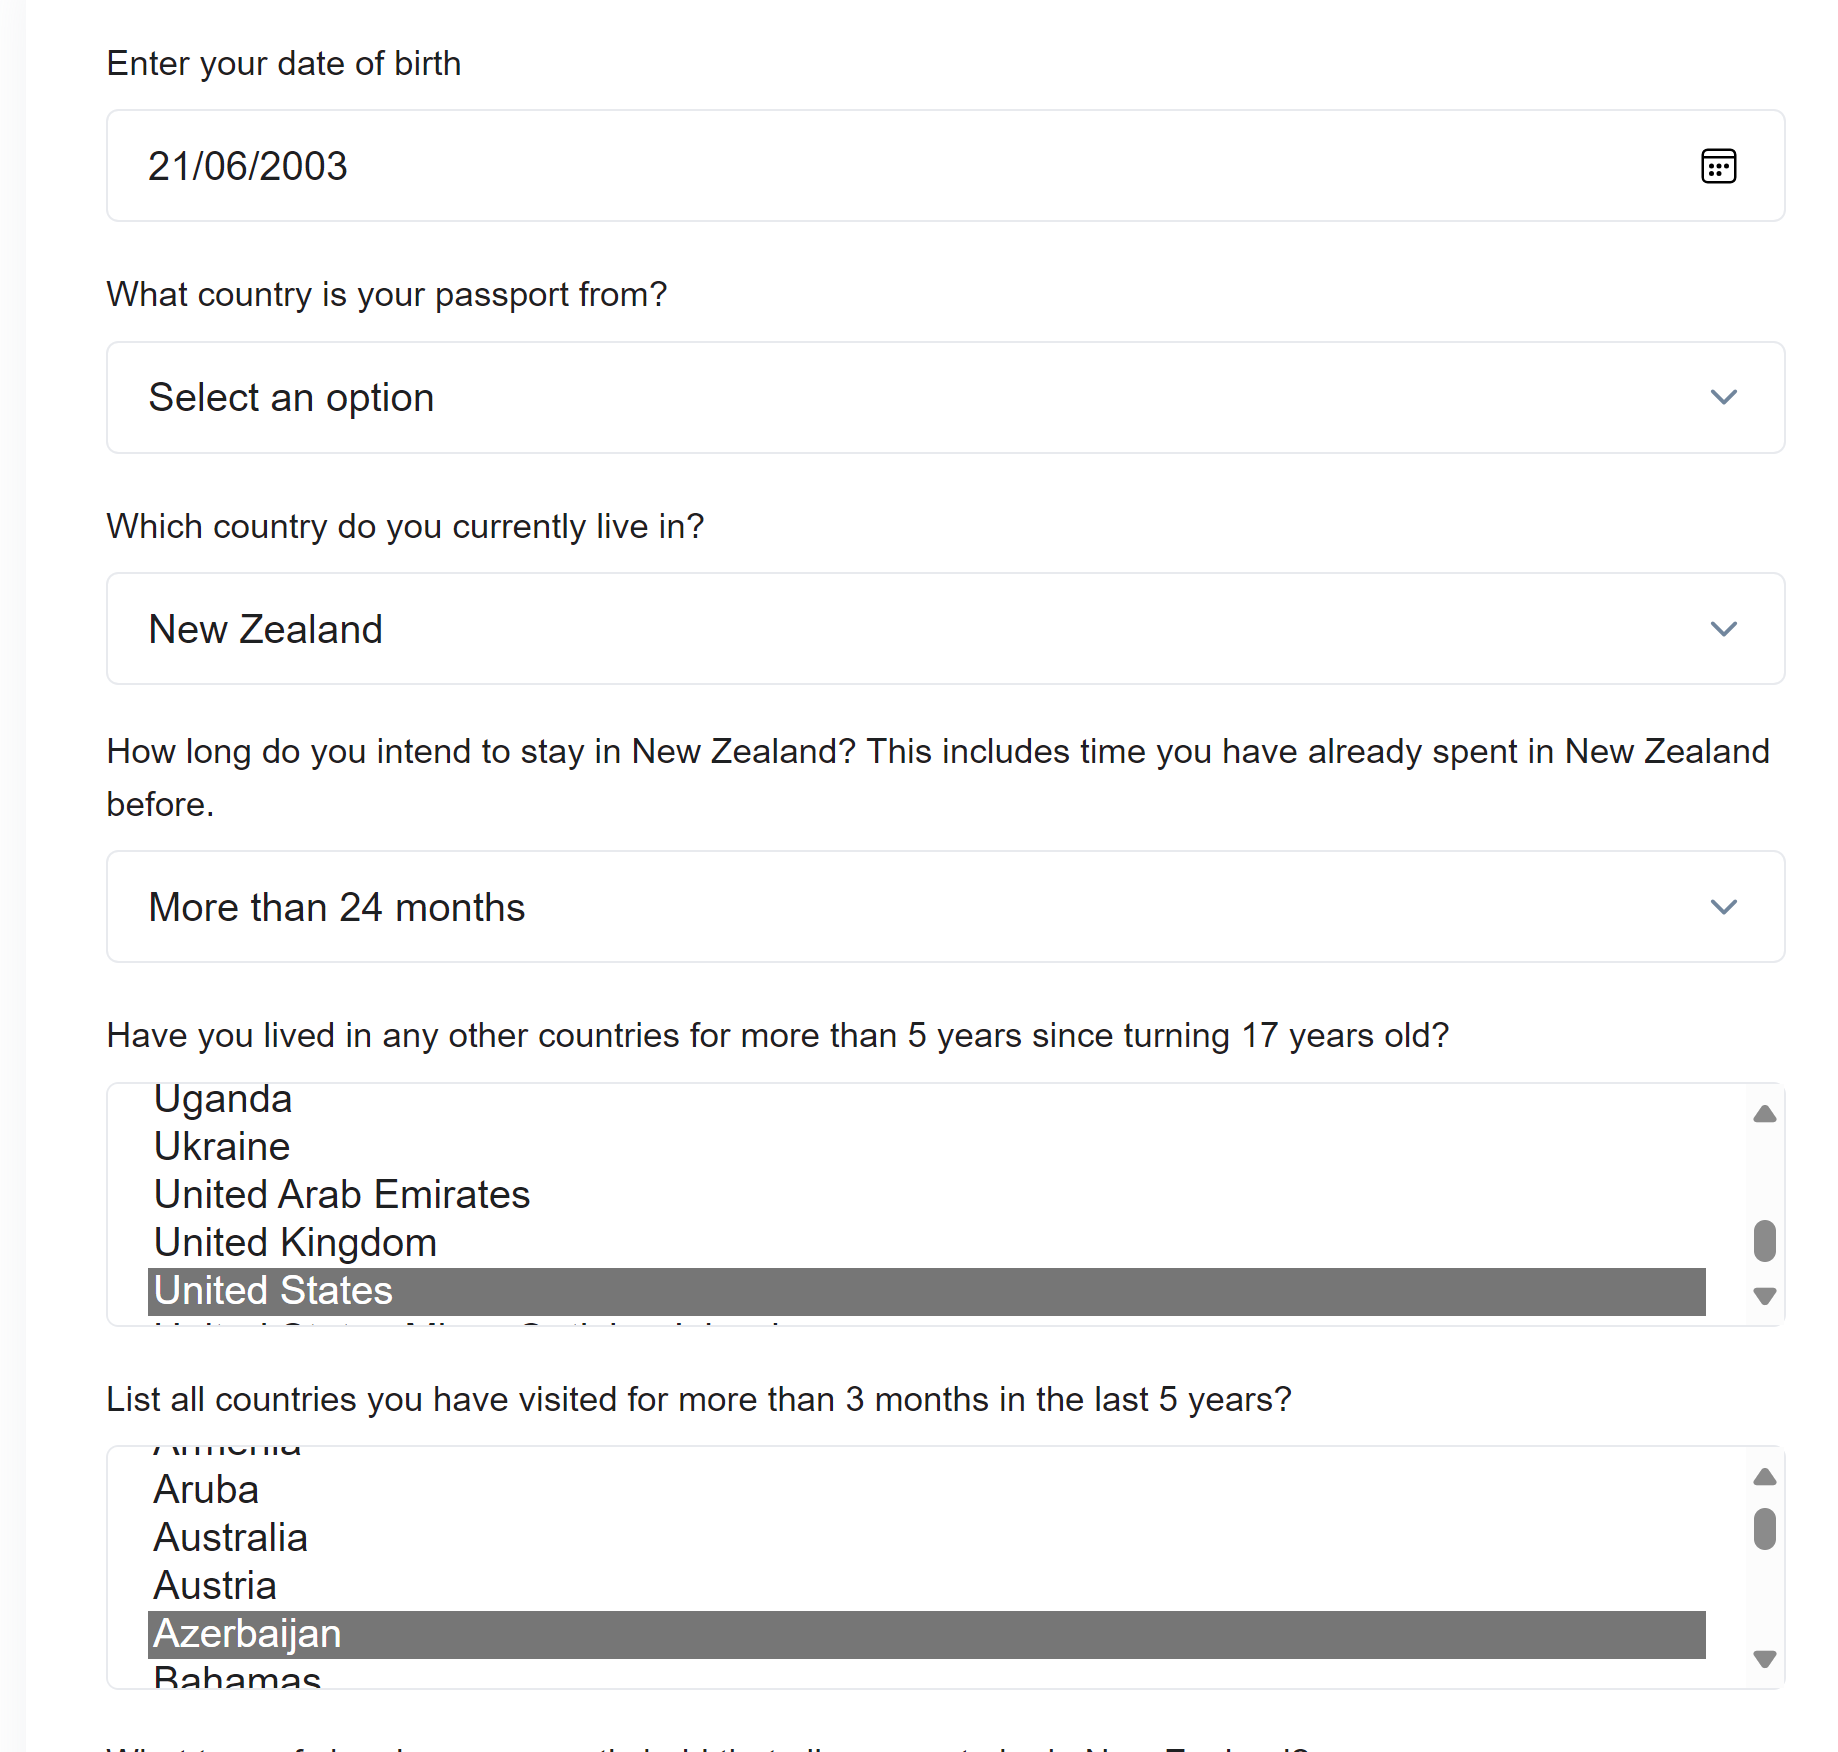 Enter your date of birth
21/06/2003
What country is your passport from?
Select an option
Which country do you currently live in?
New Zealand
How long do you intend to stay in New Zealand? This includes time you have already spent in New Zealand
before.
More than 24 months
Have you lived in any other countries for more than 5 years since turning 17 years old?
Uganda
Ukraine
United Arab Emirates
United Kingdom
United States
List all countries you have visited for more than 3 months in the last 5 years?
Armenia
Aruba
Australia
Austria
Azerbaijan
Bahamas